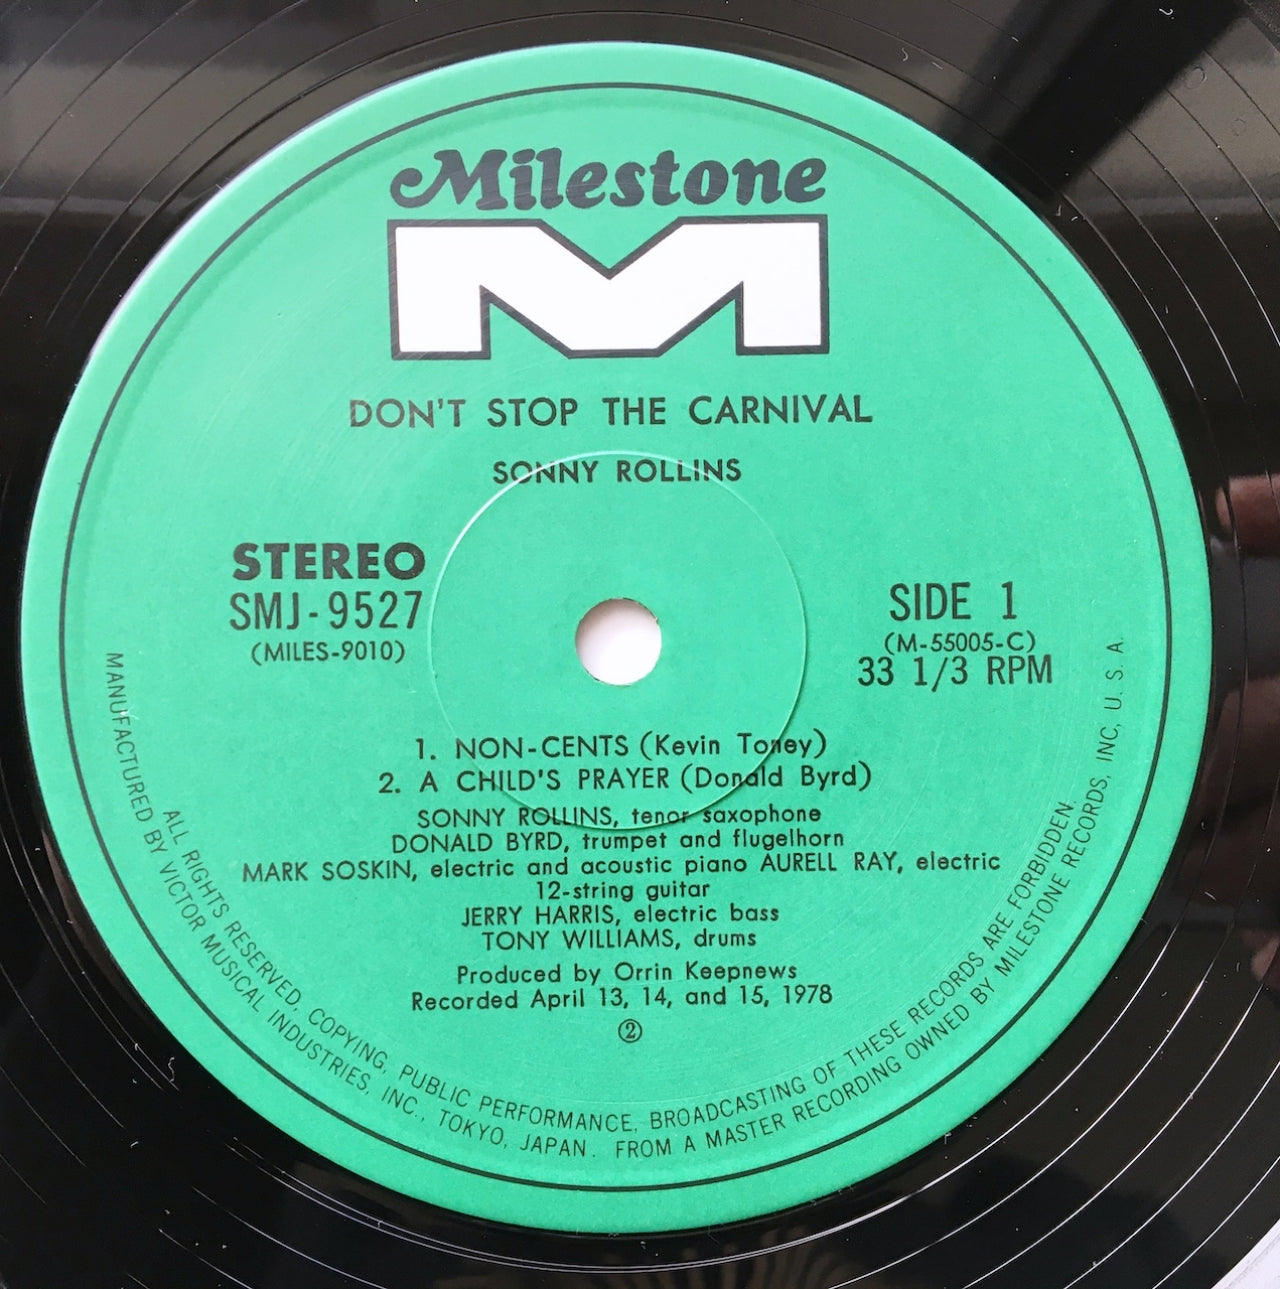 Milestone
DON'T STOP THE CARNIVAL
SONNY ROLLINS
STEREO
SMJ-9527
(MILES-9010)
SIDE 1
(M-55005-C)
33 1/3 RPM
1. NON-CENTS (Kevin Toney)
2. A CHILD'S PRAYER (Donald Byrd)
SONNY ROLLINS, tenor saxophone
DONALD BYRD, trumpet and flugelhorn
MARK SOSKIN, electric and acoustic piano AURELL RAY, electric
12-string guitar
JERRY HARRIS, electric bass
TONY WILLIAMS, drums
Produced by Orrin Keepnews
Recorded April 13, 14, and 15, 1978
②
ALL RIGHTS RESERVED, COPYING, PUBLIC PERFORMANCE, BROADCASTING OF THESE RECORDS ARE FORBIDDEN.
MANUFACTURED BY VICTOR MUSICAL INDUSTRIES, INC., TOKYO, JAPAN. FROM A MASTER RECORDING OWNED BY MILESTONE RECORDS, INC, U. S. A.